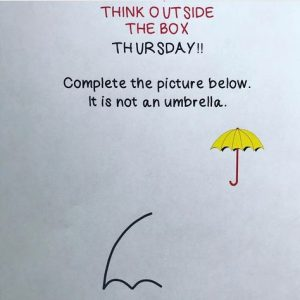 THINK OUTSIDE
THE BOX
THURSDAY!!
Complete the picture below.
It is not an umbrella.